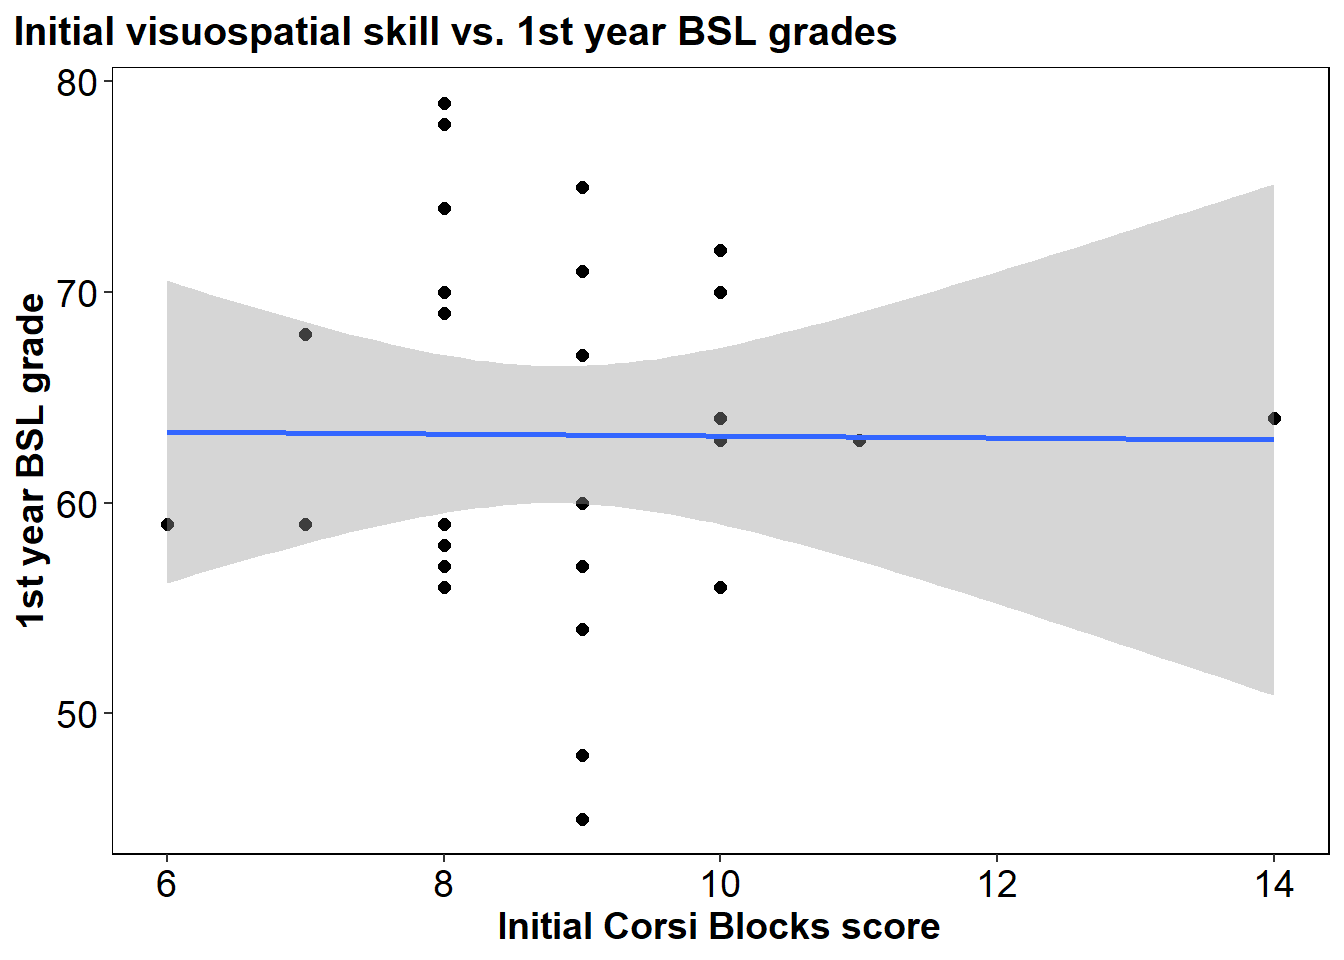 Initial visuospatial skill vs. 1st year BSL grades
80
70
60
50
1st year BSL grade
6 8 10 12 14
Initial Corsi Blocks score